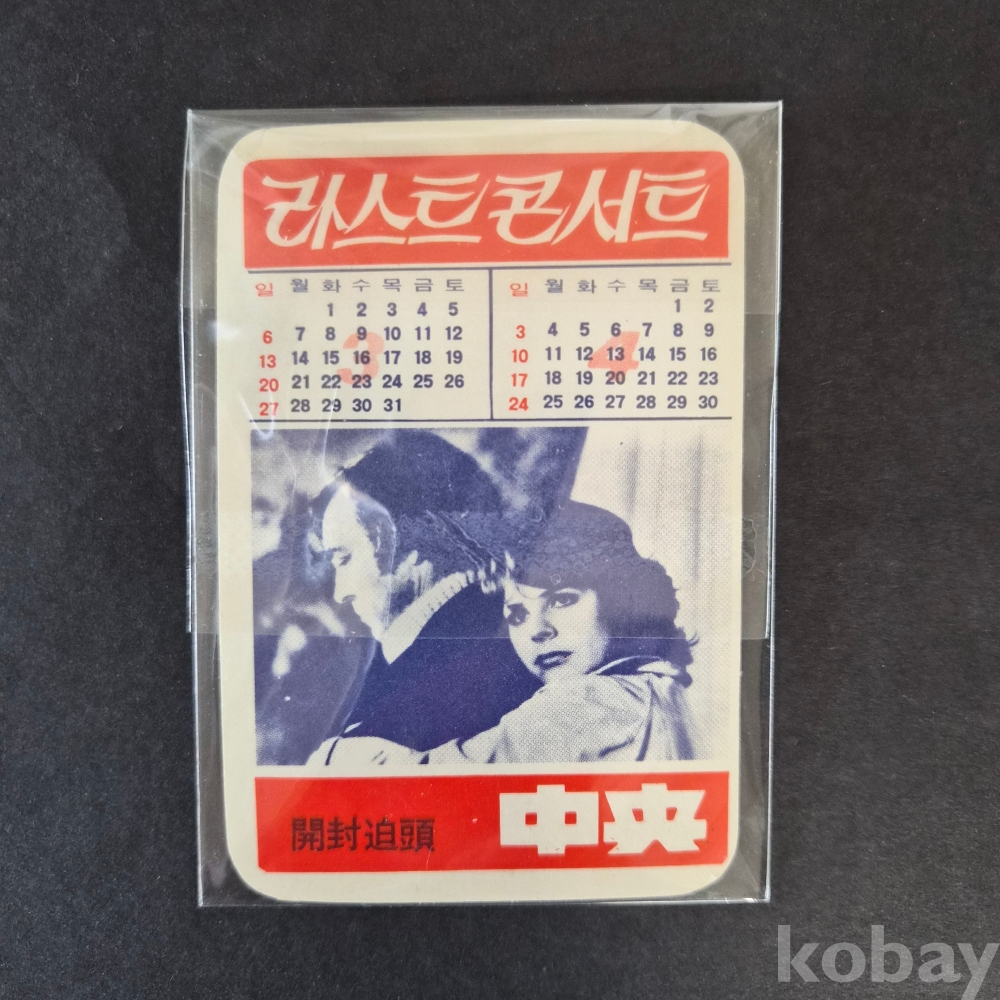 라스트콘서트
일 월 화 수 목 금 토
1 2 3 4 5
6 7 8 9 10 11 12
13 14 15 16 17 18 19
20 21 22 23 24 25 26
27 28 29 30 31
3
일 월 화 수 목 금 토
1 2
3 4 5 6 7 8 9
10 11 12 13 14 15 16
17 18 19 20 21 22 23
24 25 26 27 28 29 30
4
開封迫頭
中央
kobay